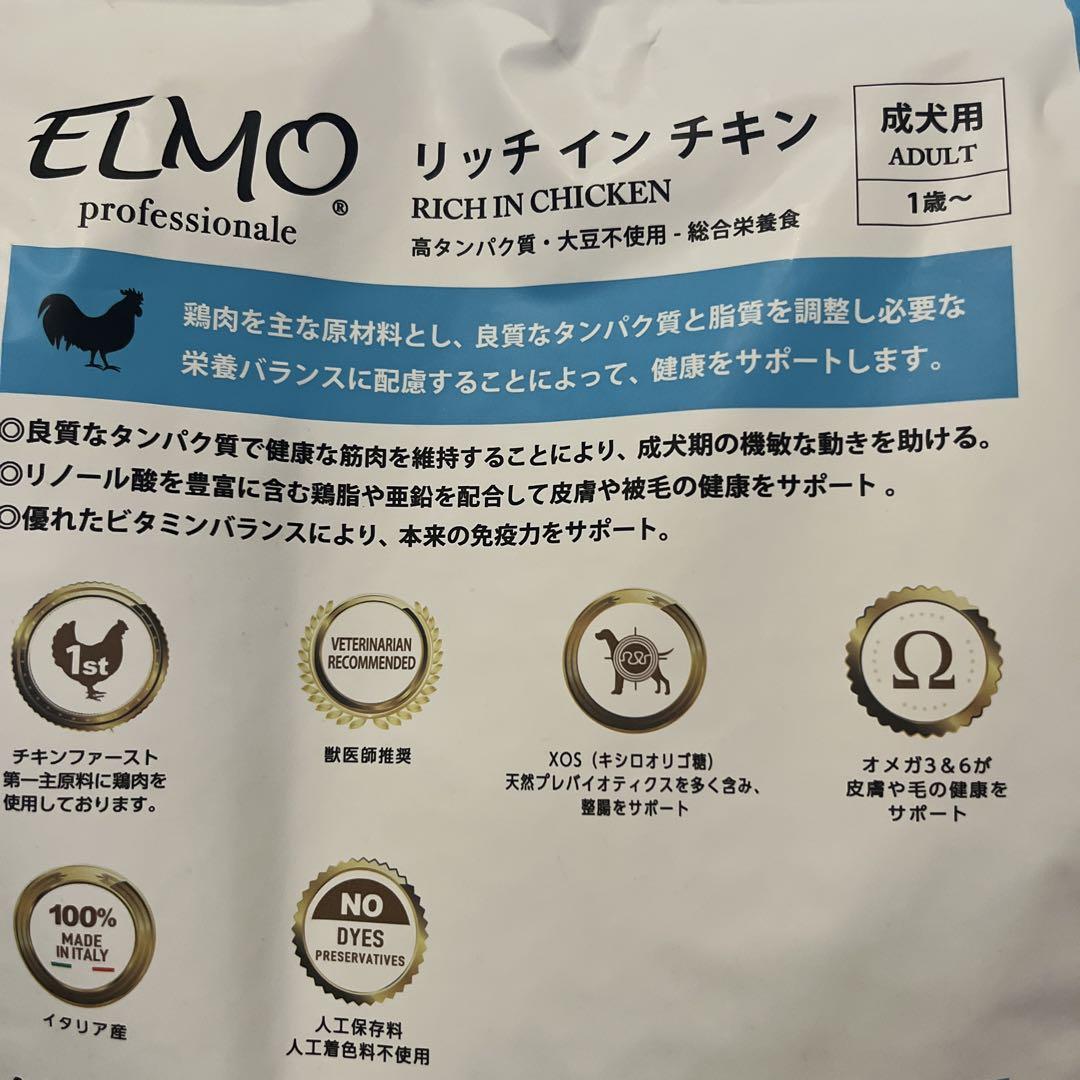 ELMO®
professionale
リッチ イン チキン
RICH IN CHICKEN
高タンパク質・大豆不使用 - 総合栄養食
成犬用
ADULT
1歳～
鶏肉を主な原材料とし、良質なタンパク質と脂質を調整し必要な
栄養バランスに配慮することによって、健康をサポートします。
◎良質なタンパク質で健康な筋肉を維持することにより、成犬期の機敏な動きを助ける。
◎リノール酸を豊富に含む鶏脂や亜鉛を配合して皮膚や被毛の健康をサポート 。
◎優れたビタミンバランスにより、本来の免疫力をサポート。
1st
チキンファースト
第一主原料に鶏肉を
使用しております。
VETERINARIAN
RECOMMENDED
獣医師推奨
XOS（キシロオリゴ糖）
天然プレバイオティクスを多く含み、
整腸をサポート
Ω
オメガ3＆6が
皮膚や毛の健康を
サポート
100%
MADE
IN ITALY
イタリア産
NO
DYES
PRESERVATIVES
人工保存料
人工着色料不使用